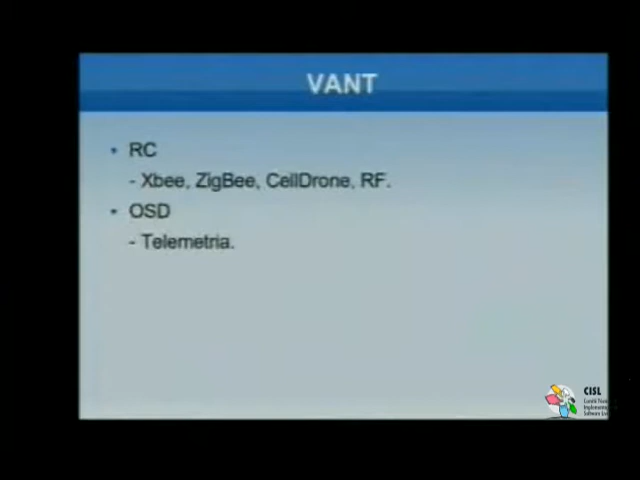 VANT
• RC
- Xbee, ZigBee, CellDrone, RF.
• OSD
- Telemetria.
CISL